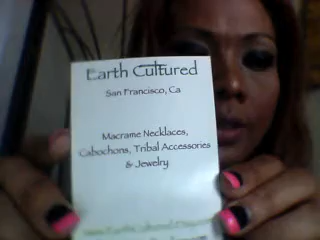 Earth Cultured
San Francisco, Ca
Macrame Necklaces,
Cabochons, Tribal Accessories
& Jewelry